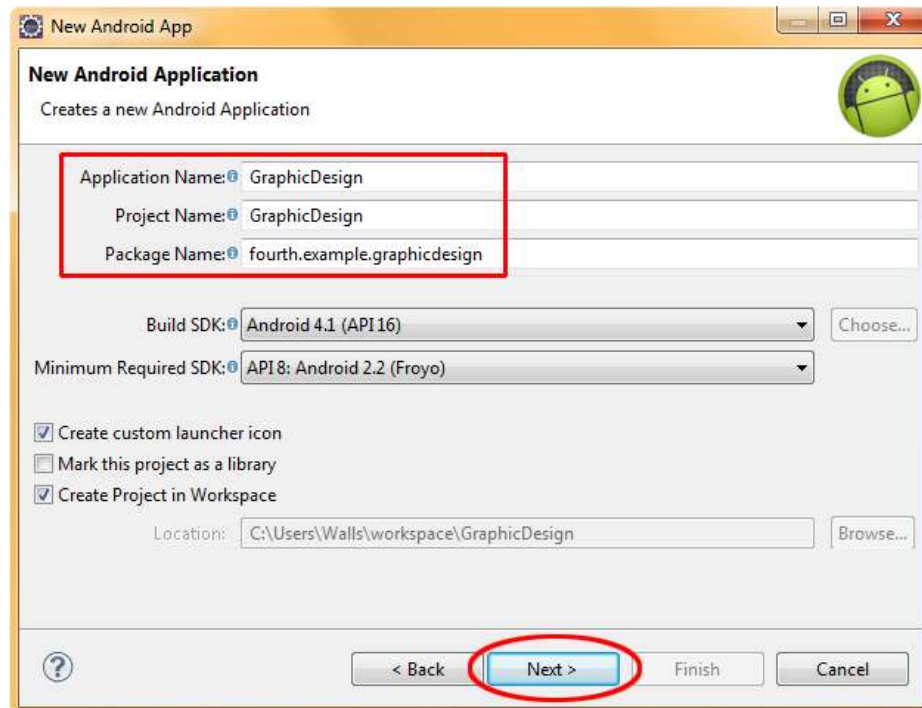 New Android App
New Android Application
Creates a new Android Application
Application Name: GraphicDesign
Project Name: GraphicDesign
Package Name: fourth.example.graphicdesign
Build SDK: Android 4.1 (API 16) Choose...
Minimum Required SDK: API 8: Android 2.2 (Froyo)
Create custom launcher icon
Mark this project as a library
Create Project in Workspace
Location: C:\Users\Walls\workspace\GraphicDesign Browse...
? < Back Next > Finish Cancel